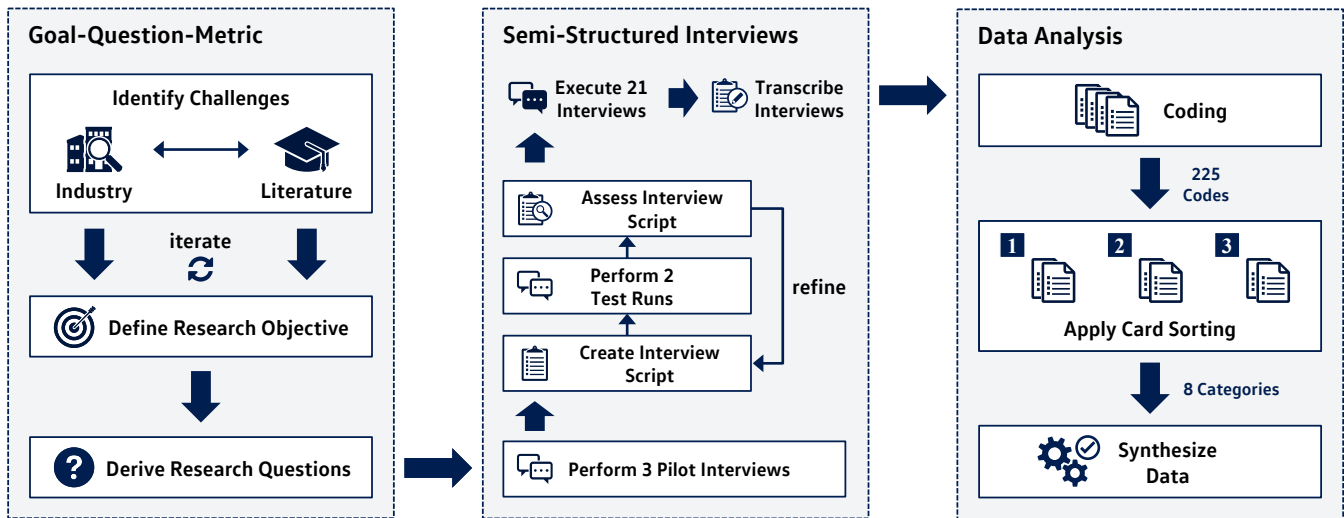 Goal-Question-Metric
Identify Challenges
Industry
Literature
iterate
Define Research Objective
?
Derive Research Questions
Semi-Structured Interviews
Execute 21
Interviews
Transcribe
Interviews
Assess Interview
Script
Perform 2
Test Runs
refine
Create Interview
Script
Perform 3 Pilot Interviews
Data Analysis
Coding
225
Codes
1
2
3
Apply Card Sorting
8 Categories
Synthesize
Data